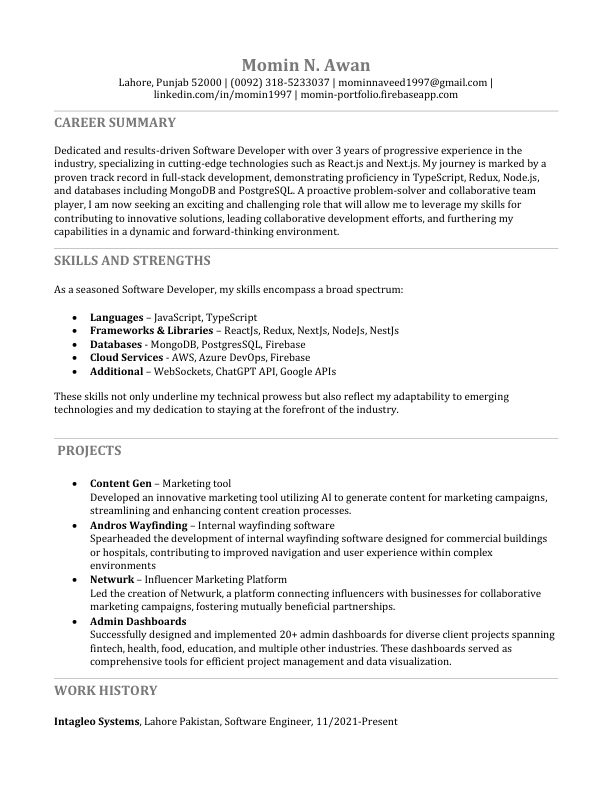 Momin N. Awan
Lahore, Punjab 52000 | (0092) 318-5233037 | mominnaveed1997@gmail.com |
linkedin.com/in/momin1997 | momin-portfolio.firebaseapp.com
CAREER SUMMARY
Dedicated and results-driven Software Developer with over 3 years of progressive experience in the
industry, specializing in cutting-edge technologies such as React.js and Next.js. My journey is marked by a
proven track record in full-stack development, demonstrating proficiency in TypeScript, Redux, Node.js,
and databases including MongoDB and PostgreSQL. A proactive problem-solver and collaborative team
player, I am now seeking an exciting and challenging role that will allow me to leverage my skills for
contributing to innovative solutions, leading collaborative development efforts, and furthering my
capabilities in a dynamic and forward-thinking environment.
SKILLS AND STRENGTHS
As a seasoned Software Developer, my skills encompass a broad spectrum:
• Languages – JavaScript, TypeScript
• Frameworks & Libraries – ReactJs, Redux, NextJs, NodeJs, NestJs
• Databases - MongoDB, PostgresSQL, Firebase
• Cloud Services - AWS, Azure DevOps, Firebase
• Additional – WebSockets, ChatGPT API, Google APIs
These skills not only underline my technical prowess but also reflect my adaptability to emerging
technologies and my dedication to staying at the forefront of the industry.
PROJECTS
• Content Gen – Marketing tool
Developed an innovative marketing tool utilizing AI to generate content for marketing campaigns,
streamlining and enhancing content creation processes.
• Andros Wayfinding – Internal wayfinding software
Spearheaded the development of internal wayfinding software designed for commercial buildings
or hospitals, contributing to improved navigation and user experience within complex
environments
• Netwurk – Influencer Marketing Platform
Led the creation of Netwurk, a platform connecting influencers with businesses for collaborative
marketing campaigns, fostering mutually beneficial partnerships.
• Admin Dashboards
Successfully designed and implemented 20+ admin dashboards for diverse client projects spanning
fintech, health, food, education, and multiple other industries. These dashboards served as
comprehensive tools for efficient project management and data visualization.
WORK HISTORY
Intagleo Systems, Lahore Pakistan, Software Engineer, 11/2021-Present